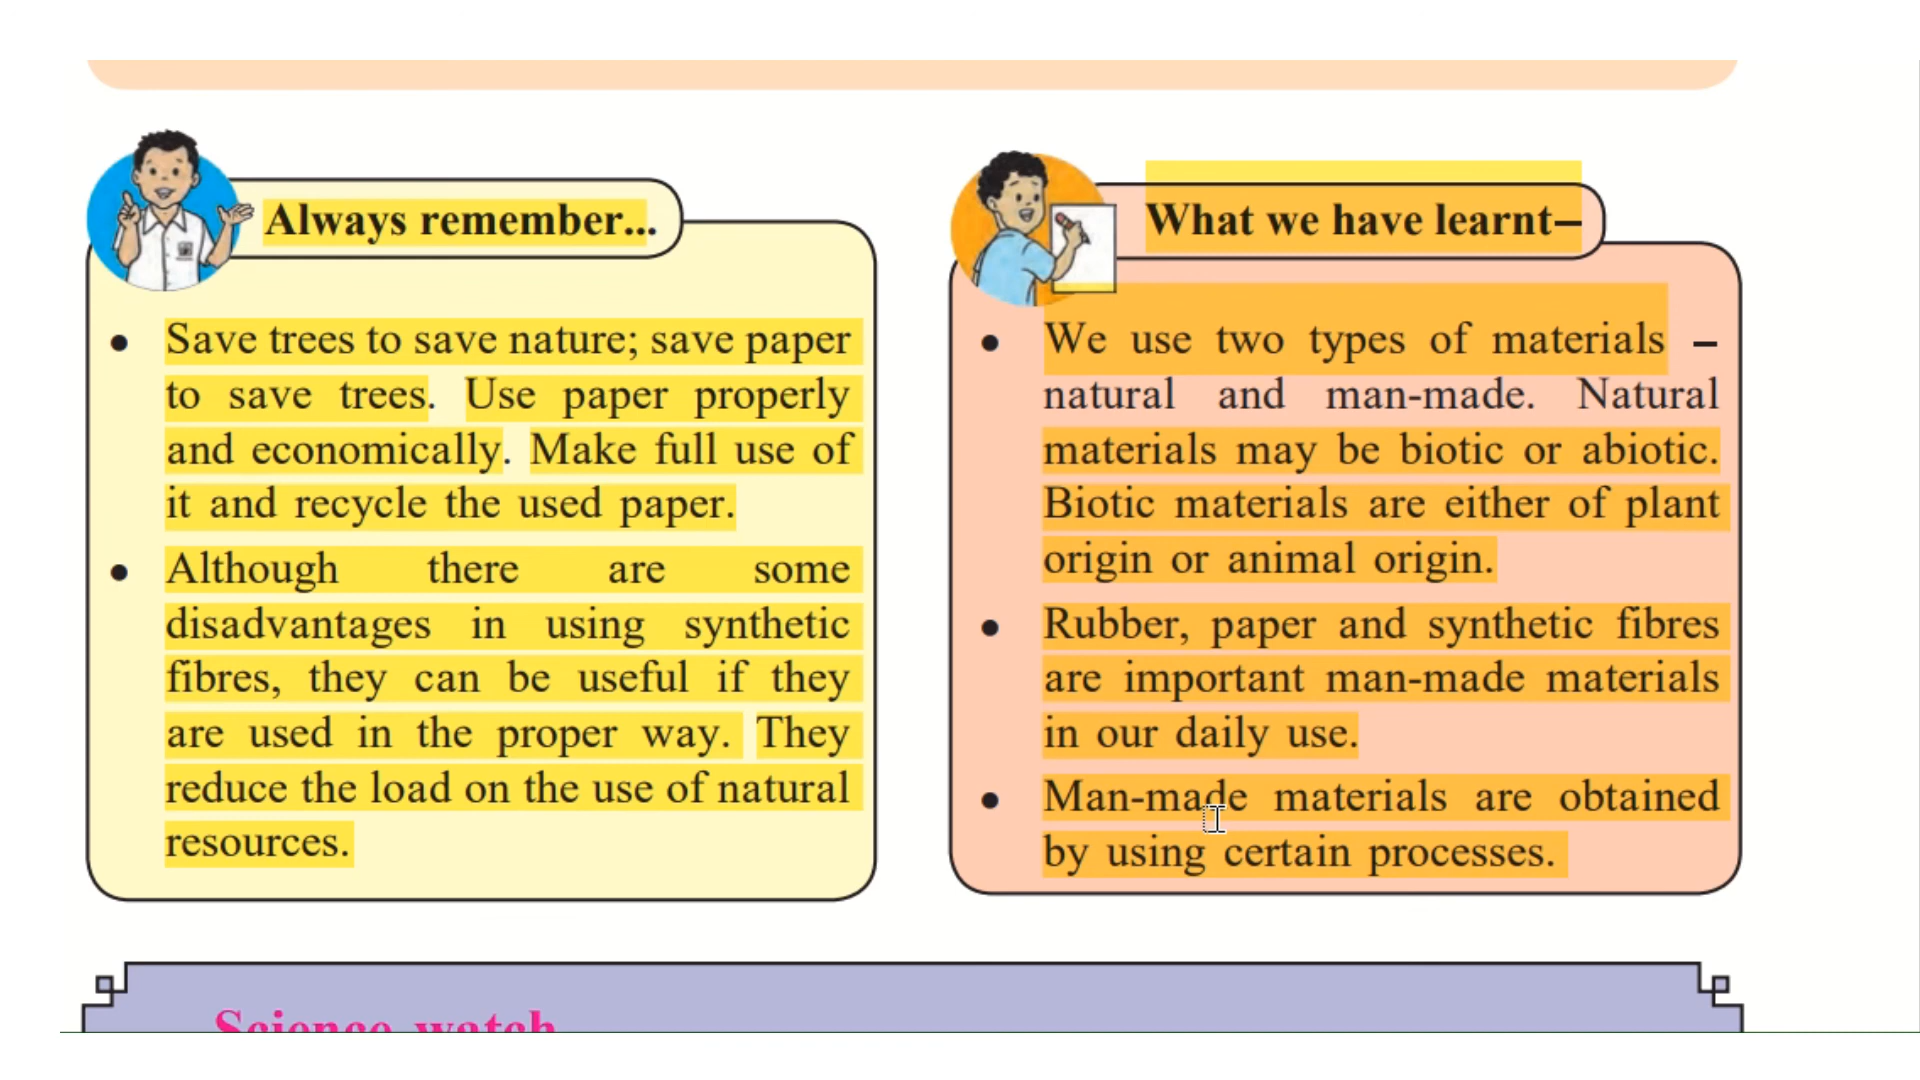 Always remember...
● Save trees to save nature; save paper
to save trees. Use paper properly
and economically. Make full use of
it and recycle the used paper.
● Although there are some
disadvantages in using synthetic
fibres, they can be useful if they
are used in the proper way. They
reduce the load on the use of natural
resources.
What we have learnt–
● We use two types of materials –
natural and man-made. Natural
materials may be biotic or abiotic.
Biotic materials are either of plant
origin or animal origin.
● Rubber, paper and synthetic fibres
are important man-made materials
in our daily use.
● Man-made materials are obtained
by using certain processes.
Science watch